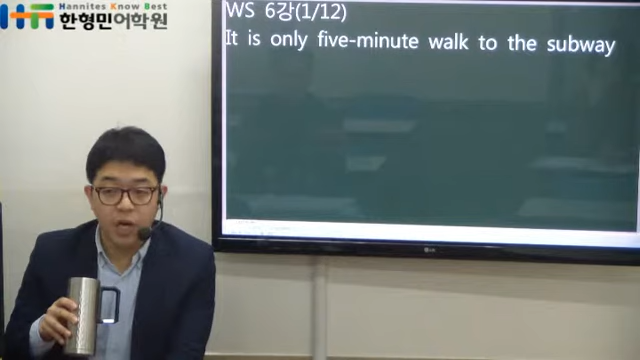 Hannites Know Best
한형민어학원
WS 6강(1/12)
It is only five-minute walk to the subway
LG